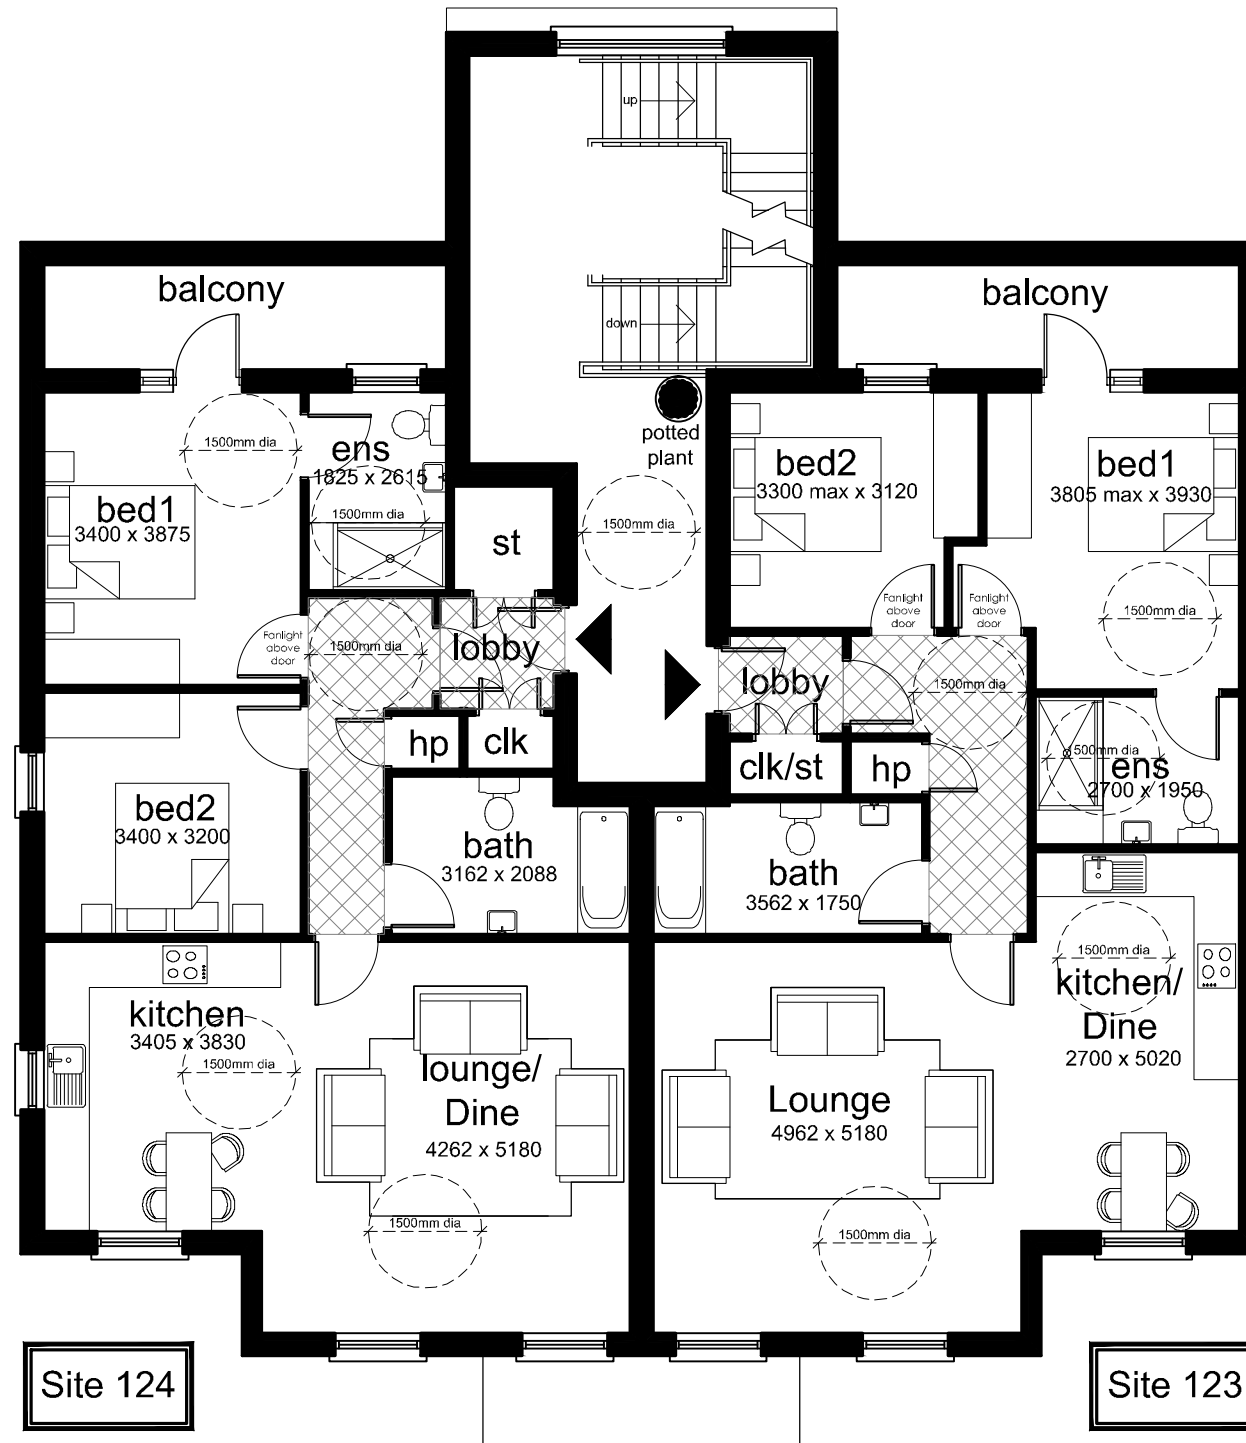 up
down
balcony
balcony
potted
plant
1500mm dia
ens
1825 x 2615
1500mm dia
bed1
3400 x 3875
st
1500mm dia
bed2
3300 max x 3120
bed1
3805 max x 3930
Fanlight
above
door
Fanlight
above
door
1500mm dia
Fanlight
above
door
1500mm dia
lobby
lobby
1500mm dia
hp
clk
clk/st
hp
500mm dia
ens
2700 x 1950
bed2
3400 x 3200
bath
3162 x 2088
bath
3562 x 1750
kitchen
3405 x 3830
1500mm dia
lounge/
Dine
4262 x 5180
1500mm dia
Lounge
4962 x 5180
1500mm dia
1500mm dia
kitchen/
Dine
2700 x 5020
Site 124
Site 123